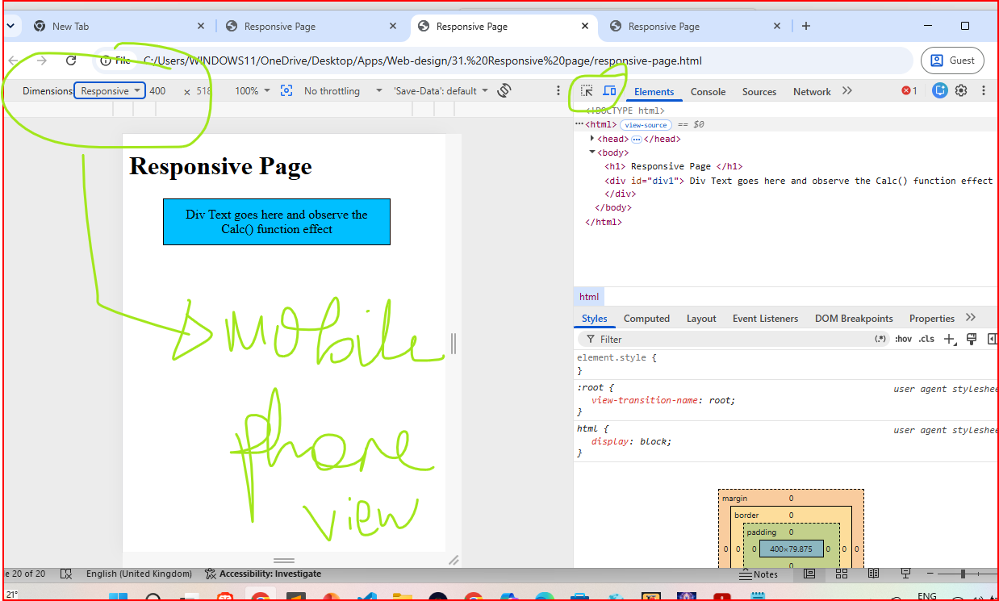 New Tab
Responsive Page
Responsive Page
Responsive Page
File C:/Users/WINDOWS11/OneDrive/Desktop/Apps/Web-design/31.%20Responsive%20page/responsive-page.html
Guest
Dimensions: Responsive 400 × 518 100% No throttling 'Save-Data': default
Elements Console Sources Network 1
<!DOCTYPE html>
<html> view-source == $0
<head> </head>
<body>
<h1> Responsive Page </h1>
<div id="div1"> Div Text goes here and observe the Calc() function effect
</div>
</body>
</html>
Responsive Page
Div Text goes here and observe the
Calc() function effect
mobile
phone
view
html
Styles Computed Layout Event Listeners DOM Breakpoints Properties
Filter (.*) :hov .cls
element.style {
}
:root { user agent styleshee
view-transition-name: root;
}
html { user agent styleshee
display: block;
}
margin 0
border 0
padding 0
0 0 0 400×79.875 0 0 0
0
e 20 of 20 English (United Kingdom) Accessibility: Investigate Notes
21° ENG